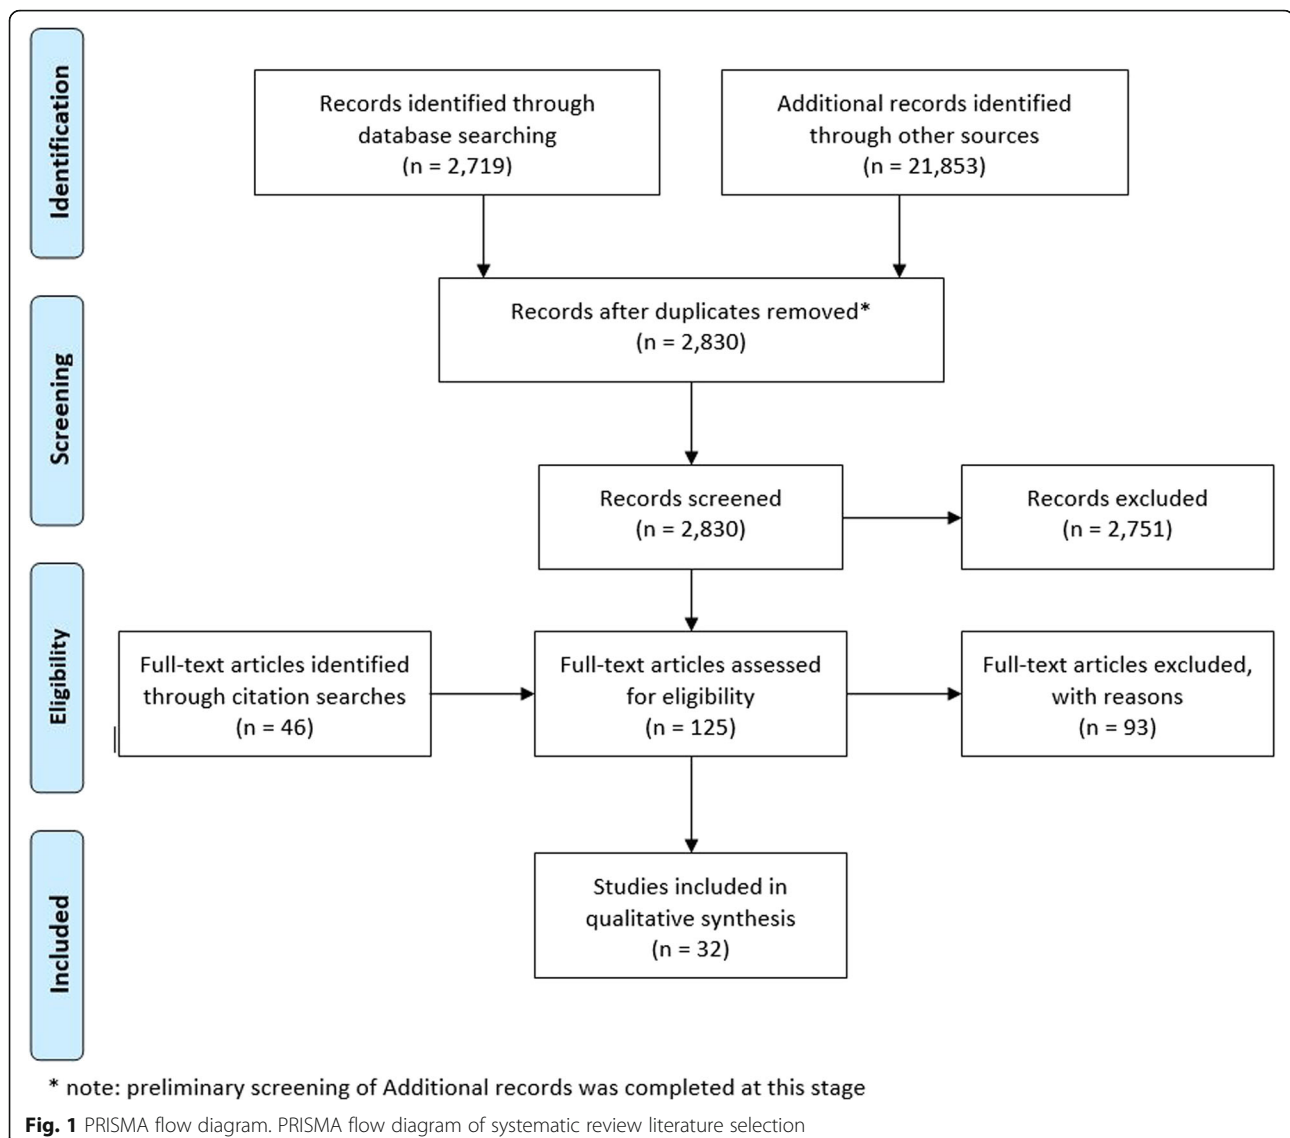 Identification
Records identified through
database searching
(n = 2,719)
Additional records identified
through other sources
(n = 21,853)
Screening
Records after duplicates removed*
(n = 2,830)
Records screened
(n = 2,830)
Records excluded
(n = 2,751)
Eligibility
Full-text articles identified
through citation searches
(n = 46)
Full-text articles assessed
for eligibility
(n = 125)
Full-text articles excluded,
with reasons
(n = 93)
Included
Studies included in
qualitative synthesis
(n = 32)
* note: preliminary screening of Additional records was completed at this stage
Fig. 1 PRISMA flow diagram. PRISMA flow diagram of systematic review literature selection